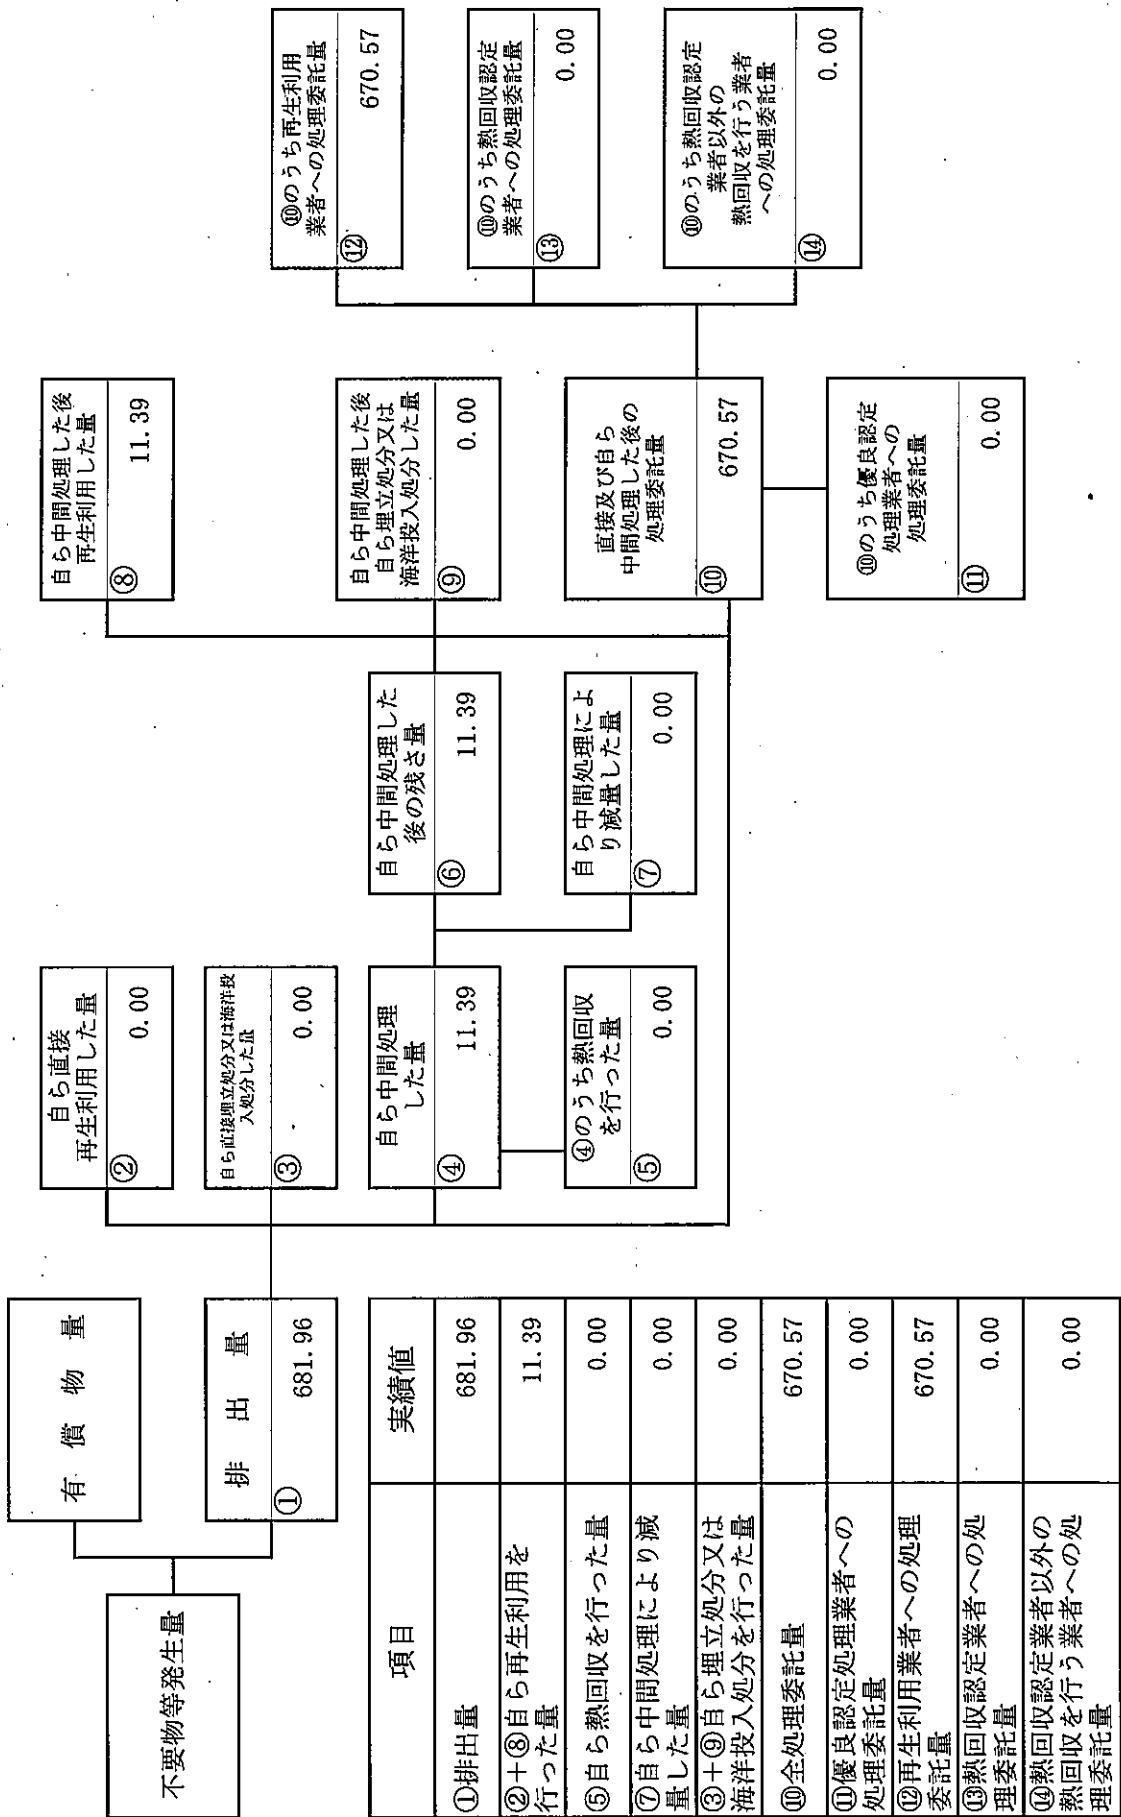 不要物等発生量
有償物量
排出量
①
681.96
自ら直接
再生利用した量
②
0.00
自ら直接埋立処分又は海洋投
入処分した量
③
0.00
自ら中間処理
した量
④
11.39
④のうち熱回収
を行った量
⑤
0.00
自ら中間処理した
後の残さ量
⑥
11.39
自ら中間処理によ
り減量した量
⑦
0.00
自ら中間処理した後
再生利用した量
⑧
11.39
自ら中間処理した後
自ら埋立処分又は
海洋投入処分した量
⑨
0.00
直接及び自ら
中間処理した後の
処理委託量
⑩
670.57
⑩のうち優良認定
処理業者への
処理委託量
⑪
0.00
⑩のうち再生利用
業者への処理委託量
⑫
670.57
⑩のうち熱回収認定
業者への処理委託量
⑬
0.00
⑩のうち熱回収認定
業者以外の
熱回収を行う業者
への処理委託量
⑭
0.00
項目 実績値
①排出量 681.96
②+⑧自ら再生利用を
行った量 11.39
⑤自ら熱回収を行った量 0.00
⑦自ら中間処理により減
量した量 0.00
③+⑨自ら埋立処分又は
海洋投入処分を行った量 0.00
⑩全処理委託量 670.57
⑪優良認定処理業者への
処理委託量 0.00
⑫再生利用業者への処理
委託量 670.57
⑬熱回収認定業者への処
理委託量 0.00
⑭熱回収認定業者以外の
熱回収を行う業者への処
理委託量 0.00